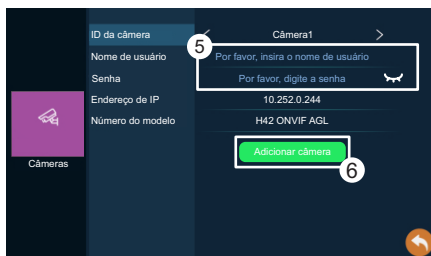 ID da câmera
Câmera1
5
Nome de usuário
Por favor, insira o nome de usuário
Senha
Por favor, digite a senha
Endereço de IP
10.252.0.244
Número do modelo
H42 ONVIF AGL
Câmeras
Adicionar câmera
6